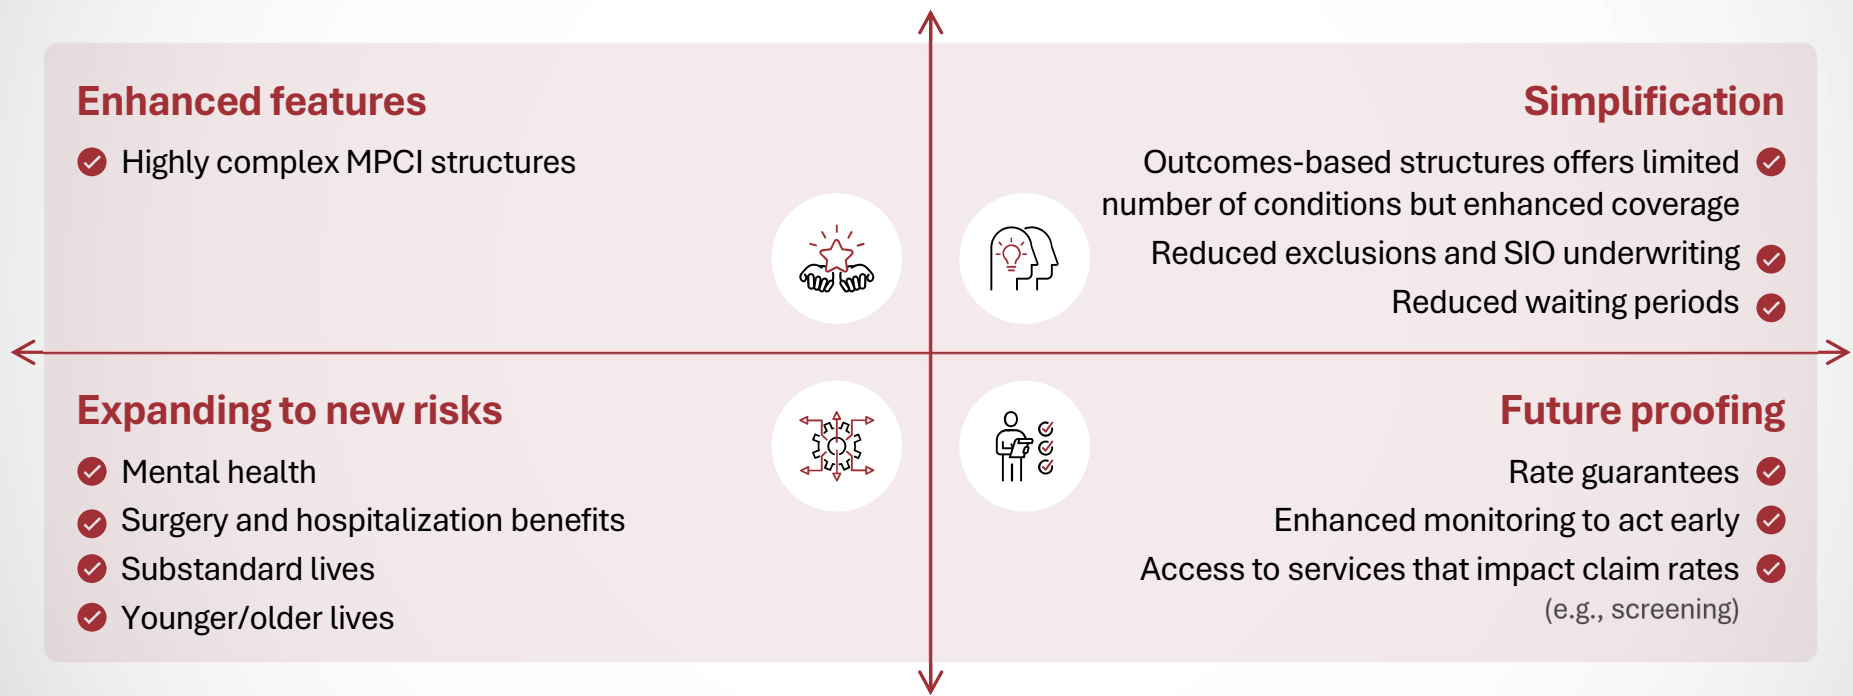 Enhanced features
Highly complex MPCI structures
Simplification
Outcomes-based structures offers limited
number of conditions but enhanced coverage
Reduced exclusions and SIO underwriting
Reduced waiting periods
Expanding to new risks
Mental health
Surgery and hospitalization benefits
Substandard lives
Younger/older lives
Future proofing
Rate guarantees
Enhanced monitoring to act early
Access to services that impact claim rates
(e.g., screening)